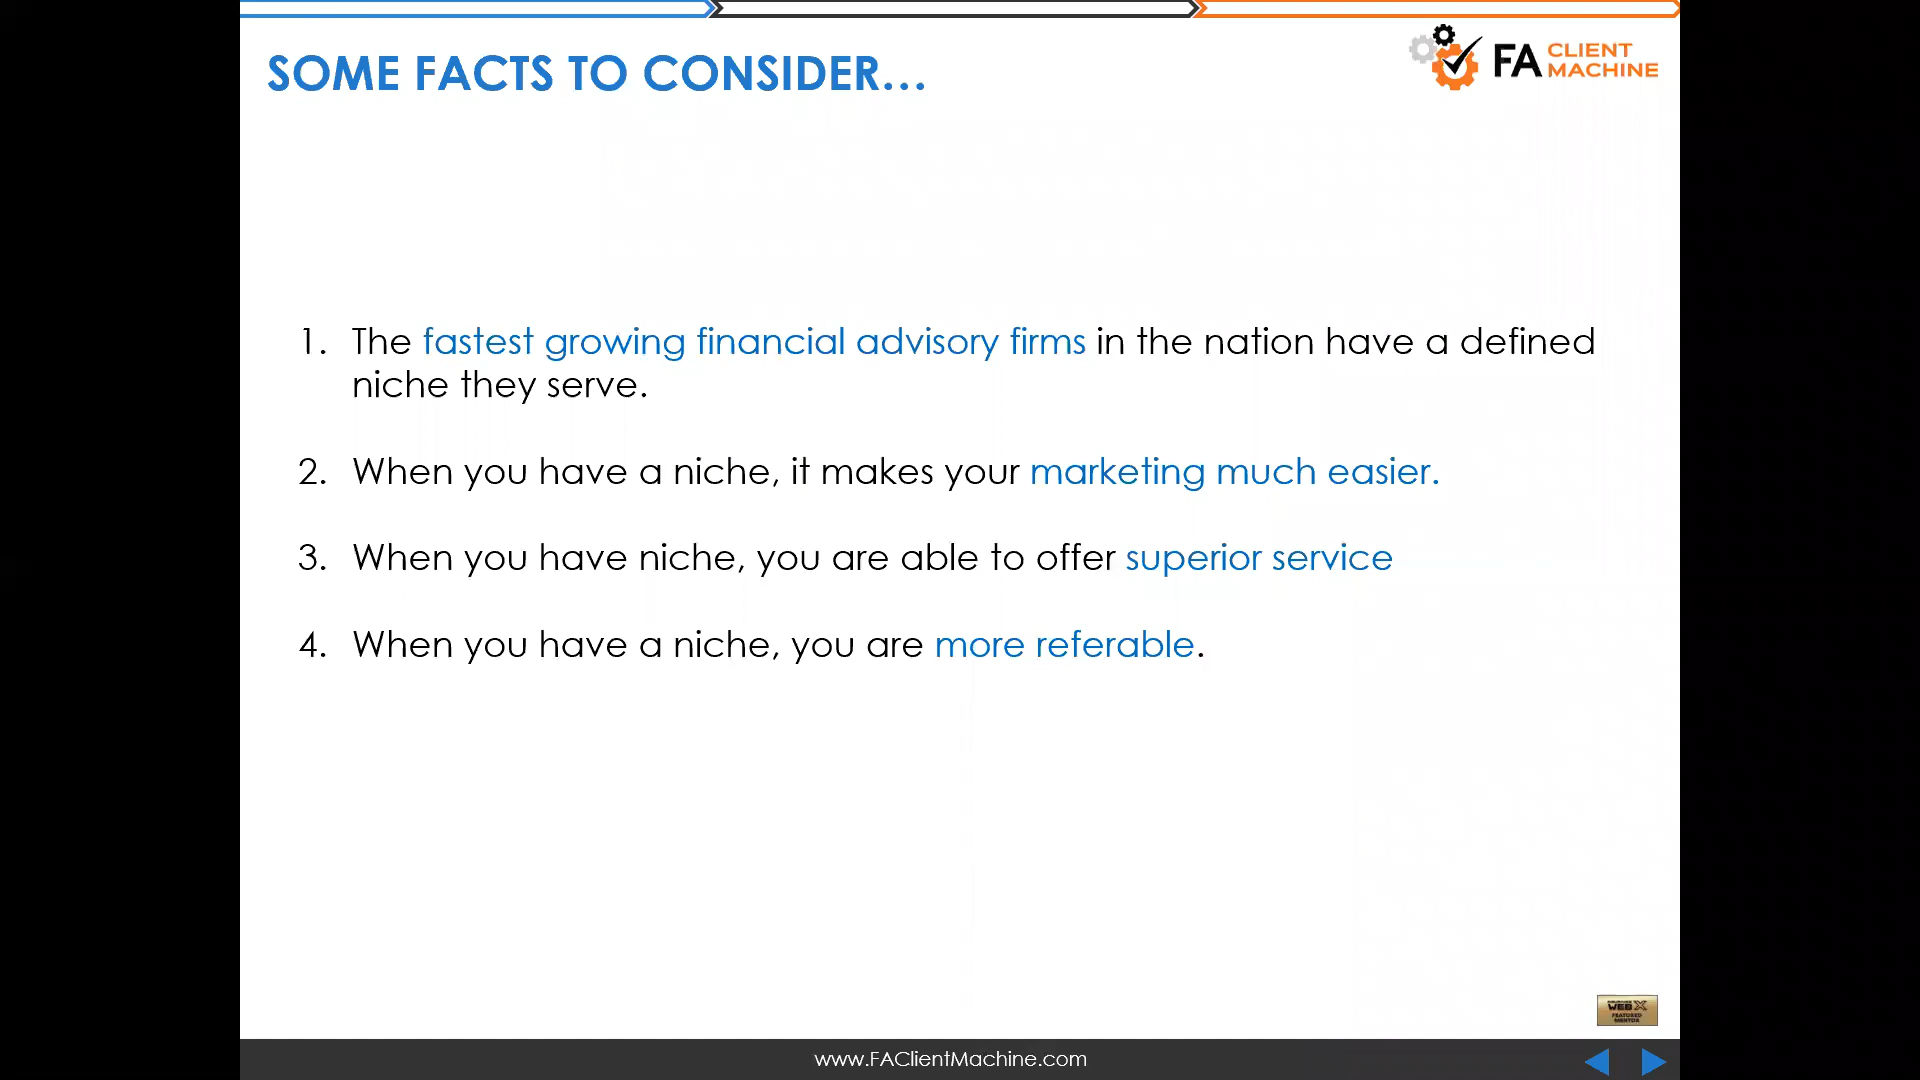 SOME FACTS TO CONSIDER…
FA CLIENT
MACHINE
1. The fastest growing financial advisory firms in the nation have a defined
niche they serve.
2. When you have a niche, it makes your marketing much easier.
3. When you have niche, you are able to offer superior service
4. When you have a niche, you are more referable.
WEBX
FEATURED
MENTOR
www.FAClientMachine.com